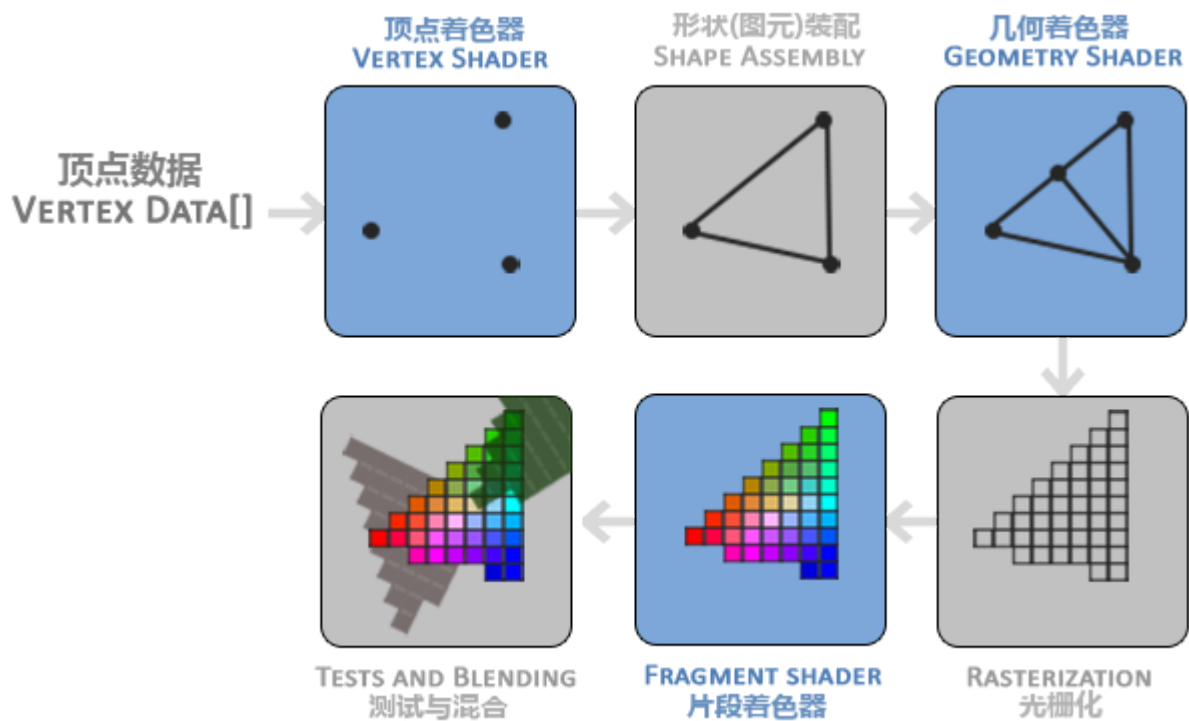 顶点着色器
VERTEX SHADER
形状(图元)装配
SHAPE ASSEMBLY
几何着色器
GEOMETRY SHADER
顶点数据
VERTEX DATA[]
TESTS AND BLENDING
测试与混合
FRAGMENT SHADER
片段着色器
RASTERIZATION
光栅化